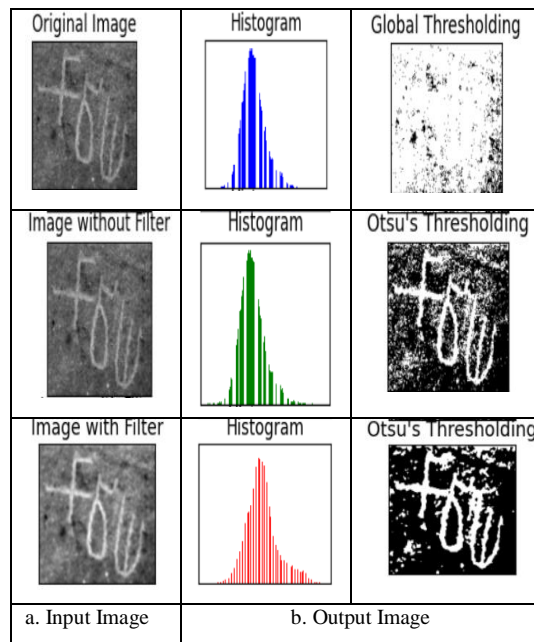 Original Image Histogram Global Thresholding
Image without Filter Histogram Otsu's Thresholding
Image with Filter Histogram Otsu's Thresholding
a. Input Image b. Output Image